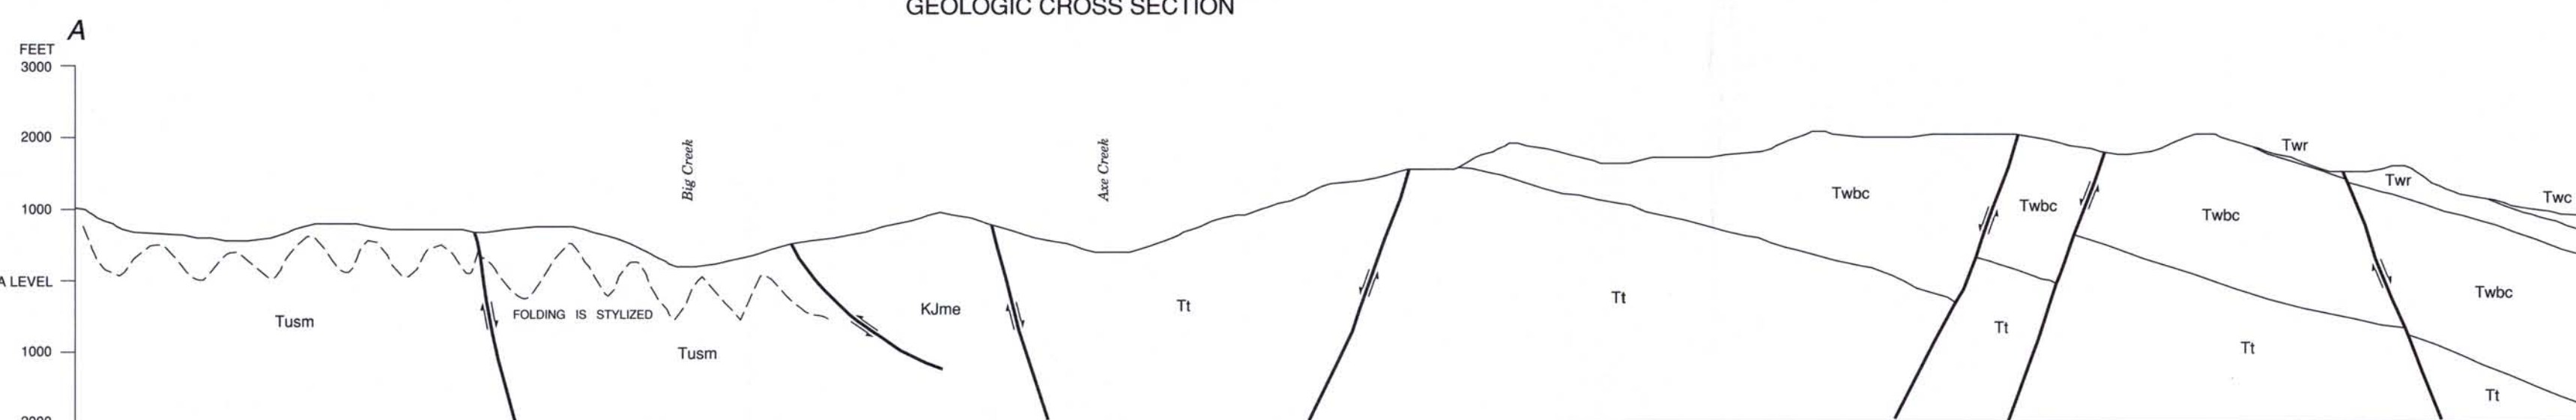 GEOLOGIC CROSS SECTION
A
FEET
3000
2000
1000
A LEVEL
1000
Big Creek
Axe Creek
Twr
Twr
Twc
Twbc
Twbc
Twbc
Twbc
Tusm
FOLDING IS STYLIZED
Tusm
KJme
Tt
Tt
Tt
Tt
Tt